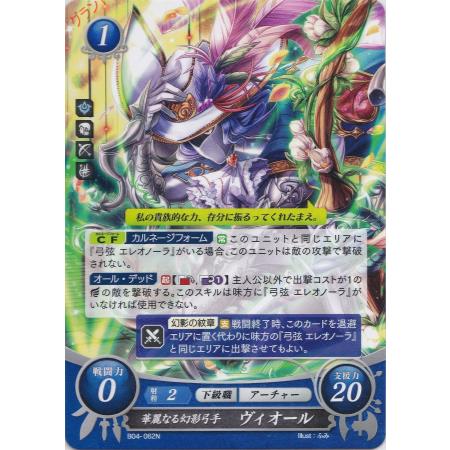 1
私の貴族的な力、存分に振るってくれたまえ。
CF カルネージフォーム 常 このユニットと同じエリアに
『弓弦 エレオノーラ』がいる場合、このユニットは敵の攻撃で撃破
されない。
オール・デッド 起 主人公以外で出撃コストが1
の敵を撃破する。このスキルは味方に『弓弦 エレオノーラ』が
いなければ使用できない。
幻影の紋章 支 戦闘終了時、このカードを退避
エリアに置く代わりに味方の『弓弦 エレオノーラ』
と同じエリアに出撃させてもよい。
戦闘力
0
射程 2
下級職
アーチャー
支援力
20
華麗なる幻影弓手 ヴィオール
B04-062N
Illust:ふみ